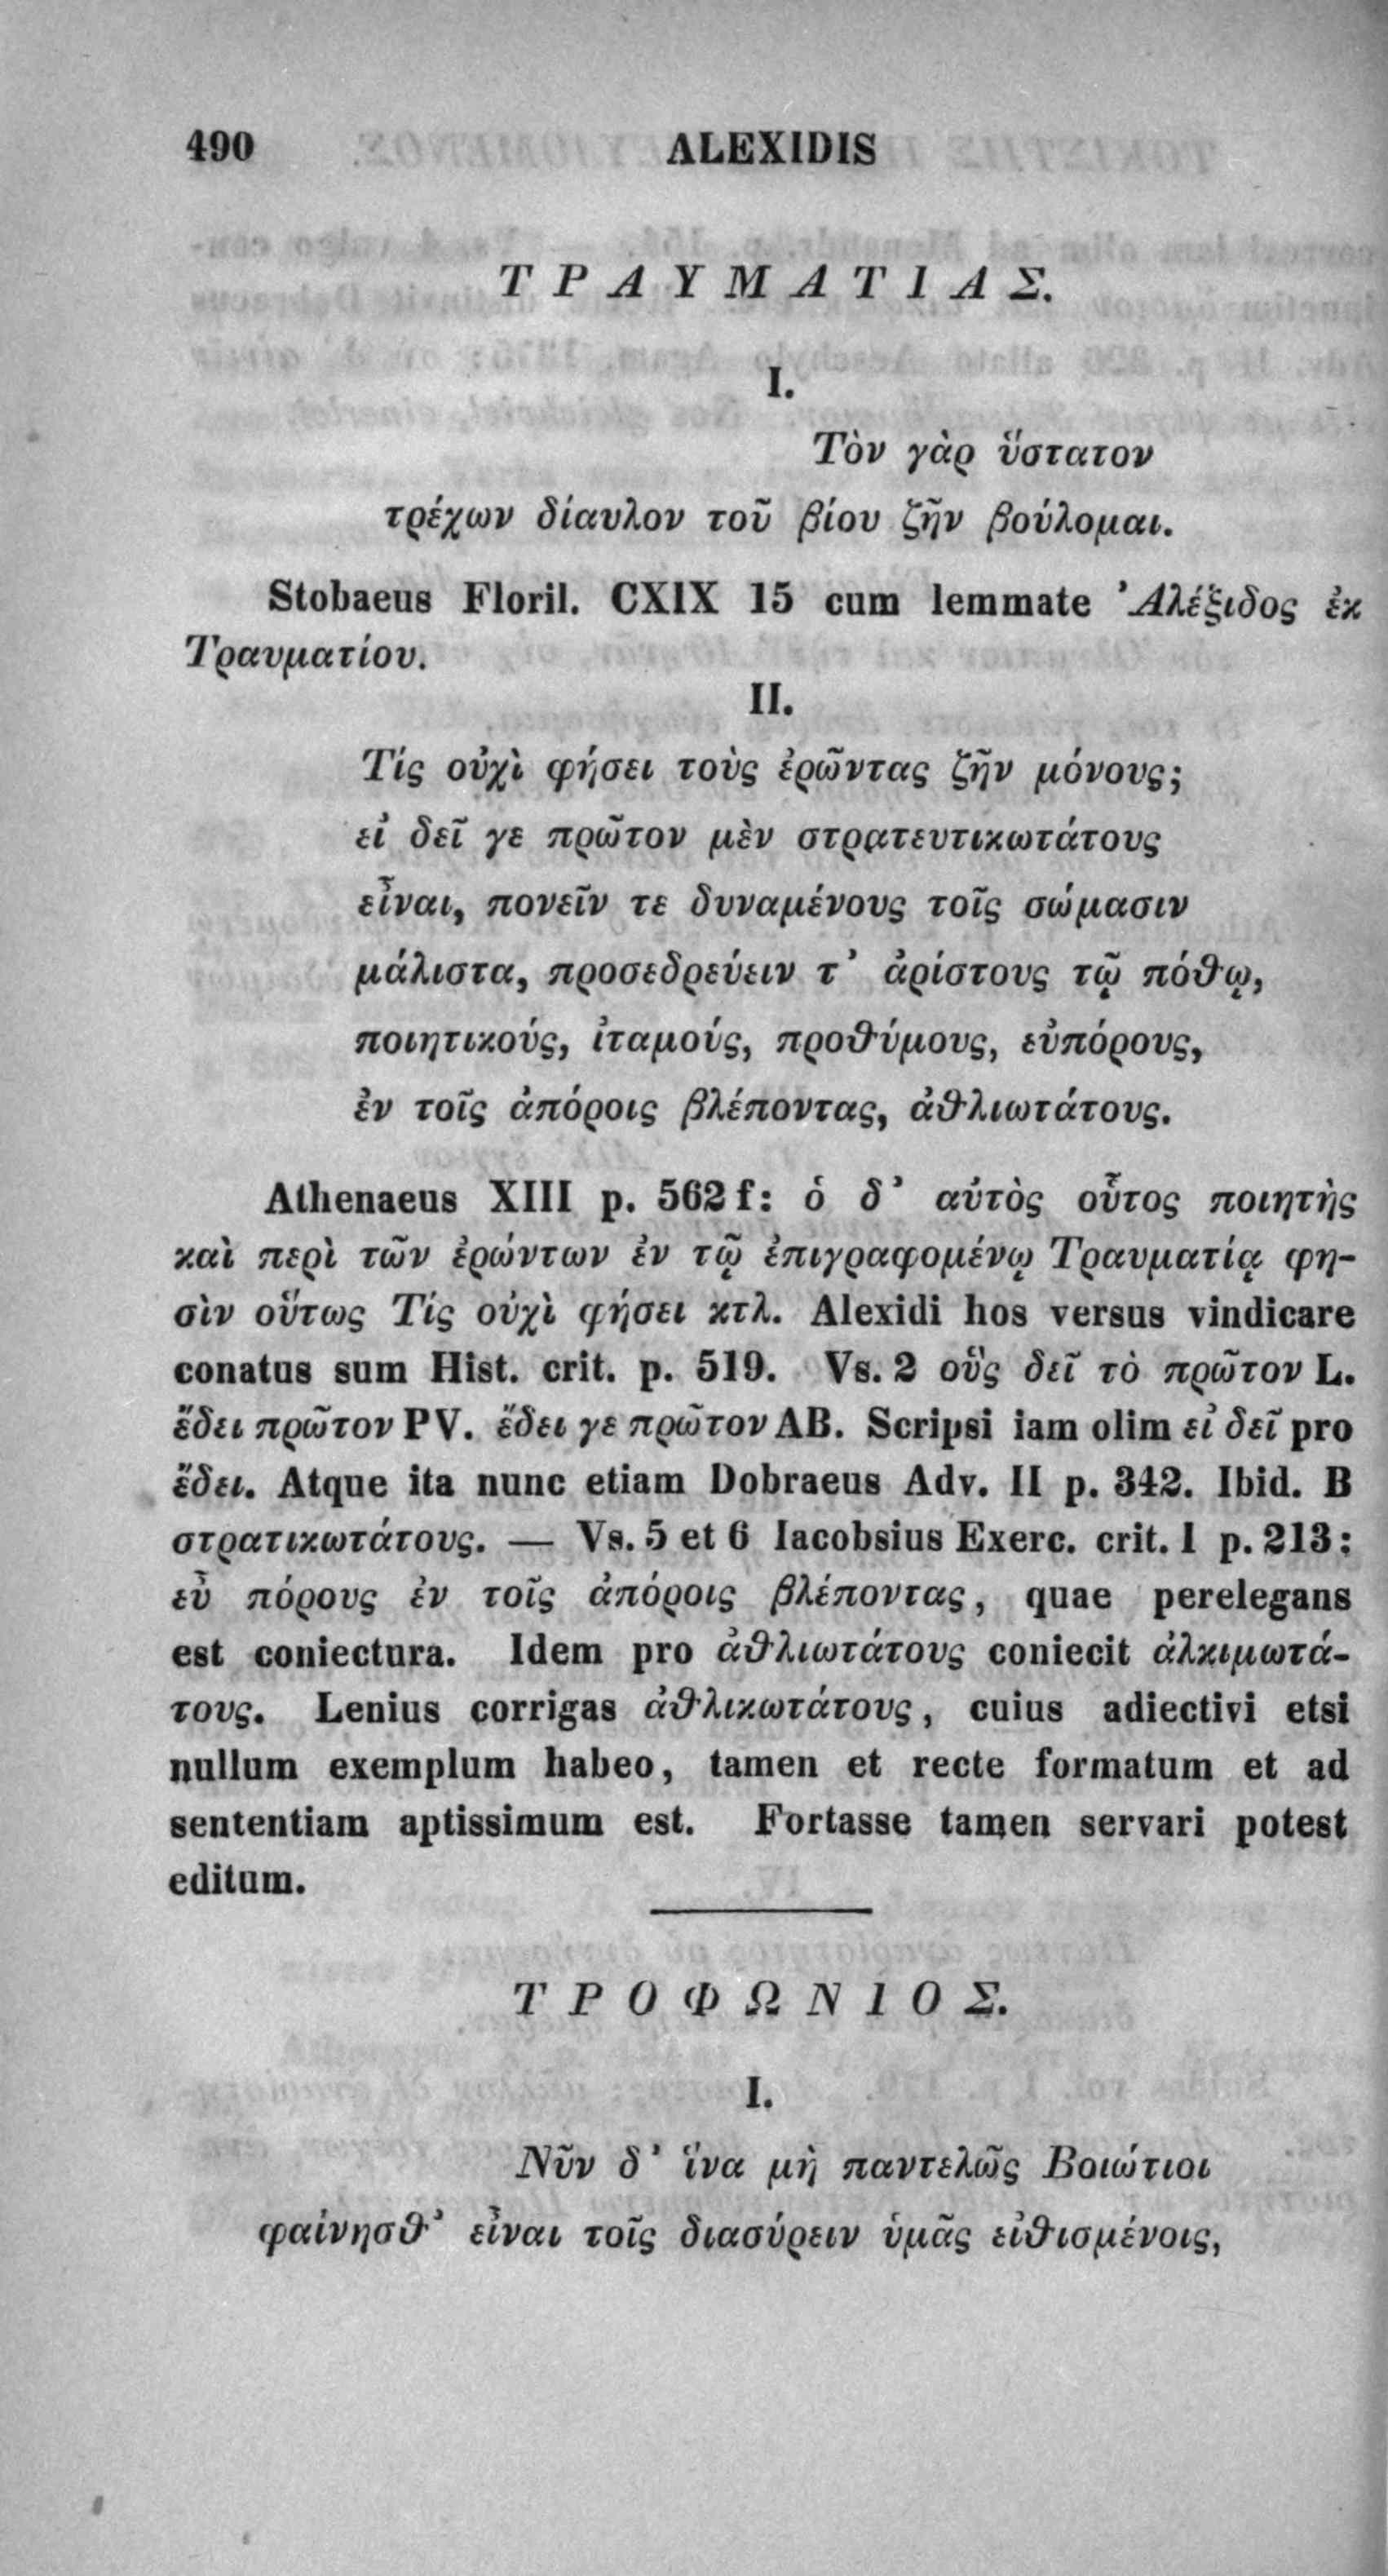 490 ALEXIDIS
ΤΡΑΥΜΑΤΙΑΣ.
I.
Τὸν γὰρ ὕστατον
τρέχων δίαυλον τοῦ βίου ζῆν βούλομαι.
Stobaeus Floril. CXIX 15 cum lemmate Ἀλέξιδος ἐκ
Τραυματίου.
II.
Τίς οὐχὶ φήσει τοὺς ἐρῶντας ζῆν μόνους;
εἰ δεῖ γε πρῶτον μὲν στρατευτικωτάτους
εἶναι, πονεῖν τε δυναμένους τοῖς σώμασιν
μάλιστα, προσεδρεύειν τ' ἀρίστους τῷ πόθῳ,
ποιητικούς, ἰταμούς, προθύμους, εὐπόρους,
ἐν τοῖς ἀπόροις βλέποντας, ἀθλιωτάτους.
Athenaeus XIII p. 562 f: ὁ δ' αὐτὸς οὗτος ποιητὴς
καὶ περὶ τῶν ἐρώντων ἐν τῷ ἐπιγραφομένῳ Τραυματίᾳ φη-
σὶν οὕτως Τίς οὐχὶ φήσει κτλ. Alexidi hos versus vindicare
conatus sum Hist. crit. p. 519. Vs. 2 οὓς δεῖ τὸ πρῶτον L.
ἔδει πρῶτον PV. ἔδει γε πρῶτον AB. Scripsi iam olim εἰ δεῖ pro
ἔδει. Atque ita nunc etiam Dobraeus Adv. II p. 342. Ibid. B
στρατικωτάτους. — Vs. 5 et 6 Iacobsius Exerc. crit. I p. 213:
εὖ πόρους ἐν τοῖς ἀπόροις βλέποντας, quae perelegans
est coniectura. Idem pro ἀθλιωτάτους coniecit ἀλκιμωτά-
τους. Lenius corrigas ἀθλικωτάτους, cuius adiectivi etsi
nullum exemplum habeo, tamen et recte formatum et ad
sententiam aptissimum est. Fortasse tamen servari potest
editum.
ΤΡΟΦΩΝΙΟΣ.
I.
Νῦν δ' ἵνα μὴ παντελῶς Βοιώτιοι
φαίνησθ' εἶναι τοῖς διασύρειν ὑμᾶς εἰθισμένοις,